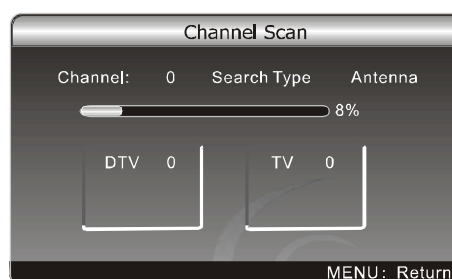 Channel Scan
Channel: 0 Search Type Antenna
8%
DTV 0 TV 0
MENU: Return